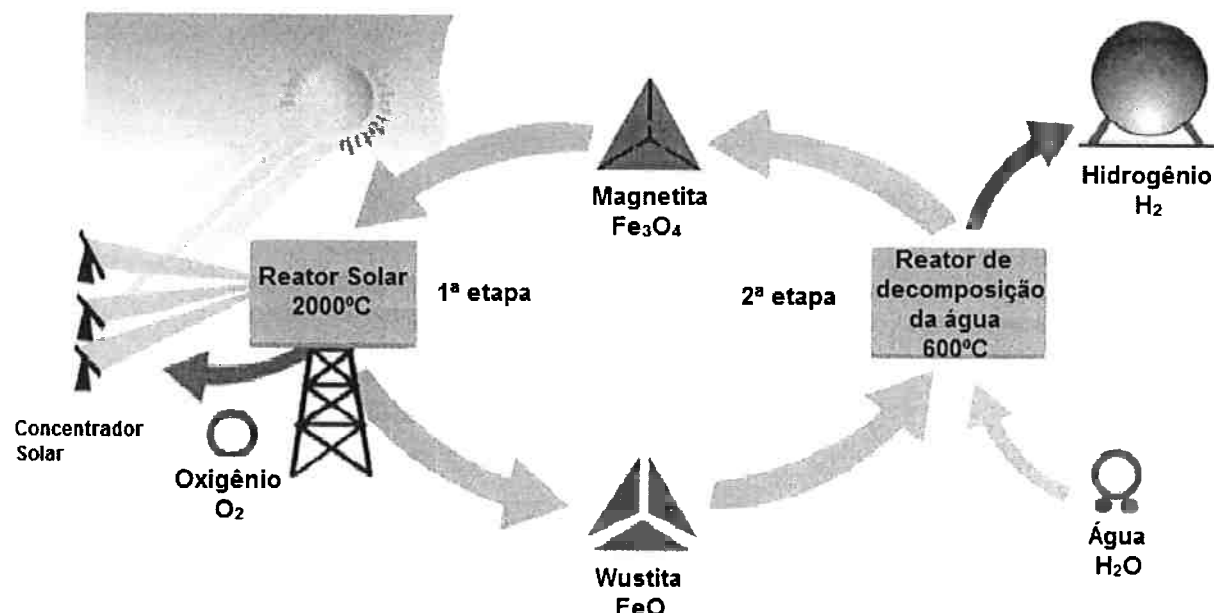 Magnetita
Fe₃O₄
Hidrogênio
H₂
Reator Solar
2000ºC
1ª etapa
2ª etapa
Reator de
decomposição
da água
600ºC
Concentrador
Solar
Oxigênio
O₂
Wustita
FeO
Água
H₂O